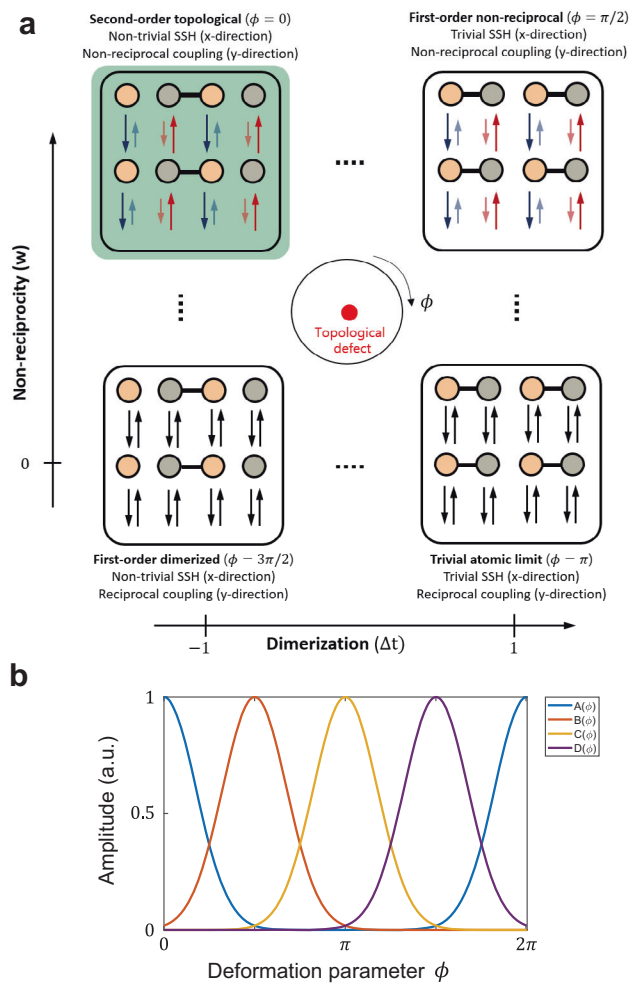 a
Second-order topological (ϕ = 0)
Non-trivial SSH (x-direction)
Non-reciprocal coupling (y-direction)
First-order non-reciprocal (ϕ = π/2)
Trivial SSH (x-direction)
Non-reciprocal coupling (y-direction)
Non-reciprocity (w)
0
ϕ
Topological
defect
First-order dimerized (ϕ − 3π/2)
Non-trivial SSH (x-direction)
Reciprocal coupling (y-direction)
Trivial atomic limit (ϕ − π)
Trivial SSH (x-direction)
Reciprocal coupling (y-direction)
−1
Dimerization (Δt)
1
b
Amplitude (a.u.)
1
0.5
0
0
π
2π
Deformation parameter ϕ
A(ϕ)
B(ϕ)
C(ϕ)
D(ϕ)